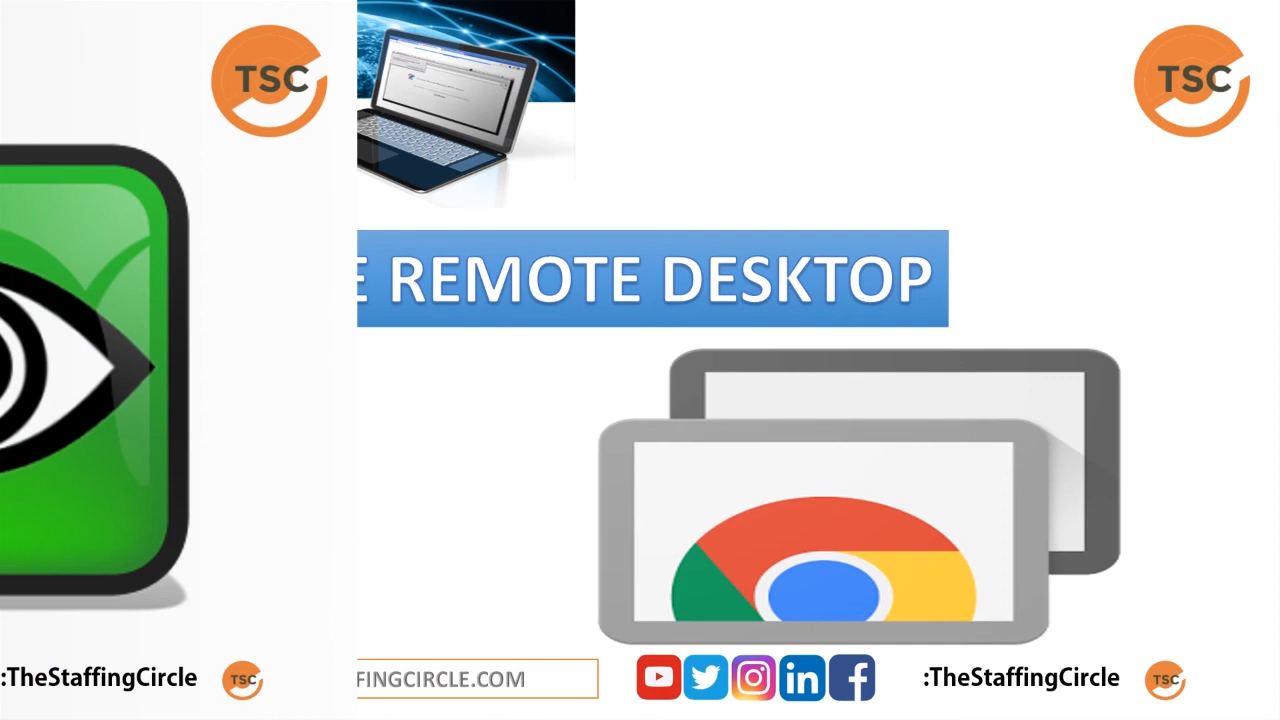 TSC
TSC
E REMOTE DESKTOP
:TheStaffingCircle
TSC
FINGCIRCLE.COM
:TheStaffingCircle
TSC